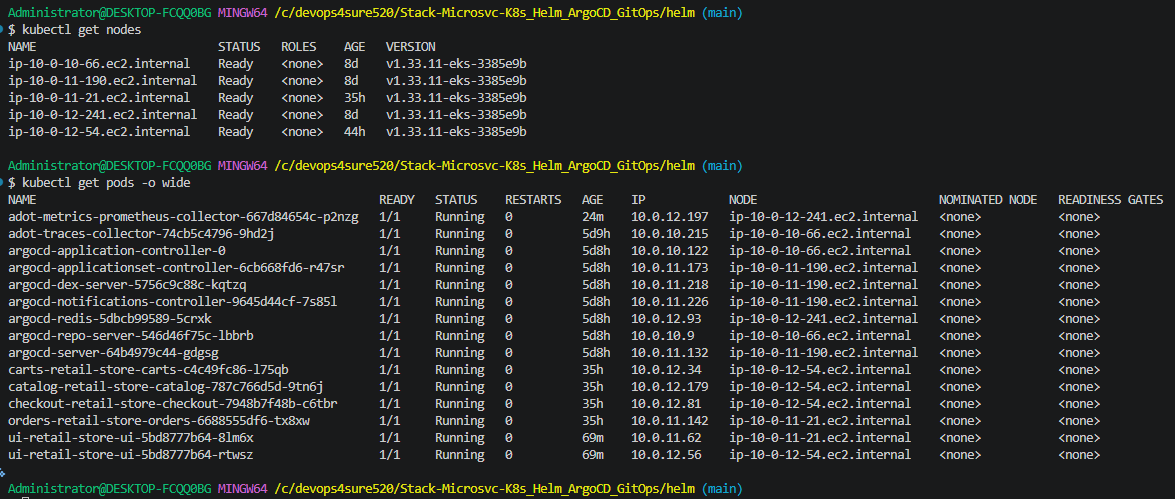 Administrator@DESKTOP-FCQQ0BG MINGW64 /c/devops4sure520/Stack-Microsvc-K8s_Helm_ArgoCD_GitOps/helm (main)
$ kubectl get nodes
NAME STATUS ROLES AGE VERSION
ip-10-0-10-66.ec2.internal Ready <none> 8d v1.33.11-eks-3385e9b
ip-10-0-11-190.ec2.internal Ready <none> 8d v1.33.11-eks-3385e9b
ip-10-0-11-21.ec2.internal Ready <none> 35h v1.33.11-eks-3385e9b
ip-10-0-12-241.ec2.internal Ready <none> 8d v1.33.11-eks-3385e9b
ip-10-0-12-54.ec2.internal Ready <none> 44h v1.33.11-eks-3385e9b
Administrator@DESKTOP-FCQQ0BG MINGW64 /c/devops4sure520/Stack-Microsvc-K8s_Helm_ArgoCD_GitOps/helm (main)
$ kubectl get pods -o wide
NAME READY STATUS RESTARTS AGE IP NODE NOMINATED NODE READINESS GATES
adot-metrics-prometheus-collector-667d84654c-p2nzg 1/1 Running 0 24m 10.0.12.197 ip-10-0-12-241.ec2.internal <none> <none>
adot-traces-collector-74cb5c4796-9hd2j 1/1 Running 0 5d9h 10.0.10.215 ip-10-0-10-66.ec2.internal <none> <none>
argocd-application-controller-0 1/1 Running 0 5d8h 10.0.10.122 ip-10-0-10-66.ec2.internal <none> <none>
argocd-applicationset-controller-6cb668fd6-r47sr 1/1 Running 0 5d8h 10.0.11.173 ip-10-0-11-190.ec2.internal <none> <none>
argocd-dex-server-5756c9c88c-kqtzq 1/1 Running 0 5d8h 10.0.11.218 ip-10-0-11-190.ec2.internal <none> <none>
argocd-notifications-controller-9645d44cf-7s85l 1/1 Running 0 5d8h 10.0.11.226 ip-10-0-11-190.ec2.internal <none> <none>
argocd-redis-5dbcb99589-5crxk 1/1 Running 0 5d8h 10.0.12.93 ip-10-0-12-241.ec2.internal <none> <none>
argocd-repo-server-546d46f75c-lbbrb 1/1 Running 0 5d8h 10.0.10.9 ip-10-0-10-66.ec2.internal <none> <none>
argocd-server-64b4979c44-gdgsg 1/1 Running 0 5d8h 10.0.11.132 ip-10-0-11-190.ec2.internal <none> <none>
carts-retail-store-carts-c4c49fc86-l75qb 1/1 Running 0 35h 10.0.12.34 ip-10-0-12-54.ec2.internal <none> <none>
catalog-retail-store-catalog-787c766d5d-9tn6j 1/1 Running 0 35h 10.0.12.179 ip-10-0-12-54.ec2.internal <none> <none>
checkout-retail-store-checkout-7948b7f48b-c6tbr 1/1 Running 0 35h 10.0.12.81 ip-10-0-12-54.ec2.internal <none> <none>
orders-retail-store-orders-6688555df6-tx8xw 1/1 Running 0 35h 10.0.11.142 ip-10-0-11-21.ec2.internal <none> <none>
ui-retail-store-ui-5bd8777b64-8lm6x 1/1 Running 0 69m 10.0.11.62 ip-10-0-11-21.ec2.internal <none> <none>
ui-retail-store-ui-5bd8777b64-rtwsz 1/1 Running 0 69m 10.0.12.56 ip-10-0-12-54.ec2.internal <none> <none>
Administrator@DESKTOP-FCQQ0BG MINGW64 /c/devops4sure520/Stack-Microsvc-K8s_Helm_ArgoCD_GitOps/helm (main)